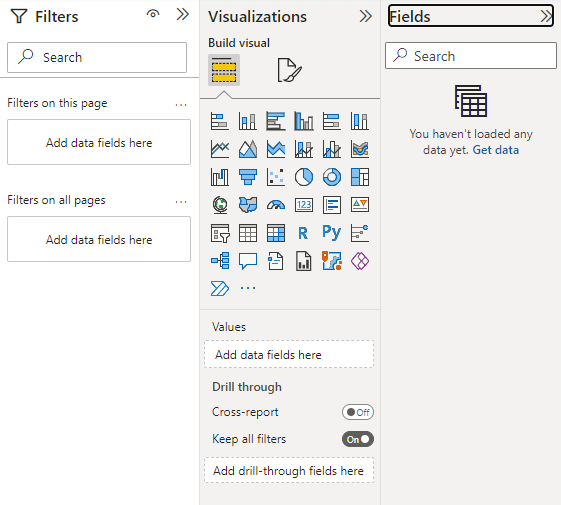 Filters
Search
Filters on this page
...
Add data fields here
Filters on all pages
...
Add data fields here
Visualizations
Build visual
123
R
Py
...
Values
Add data fields here
Drill through
Cross-report
Off
Keep all filters
On
Add drill-through fields here
Fields
Search
You haven't loaded any
data yet. Get data